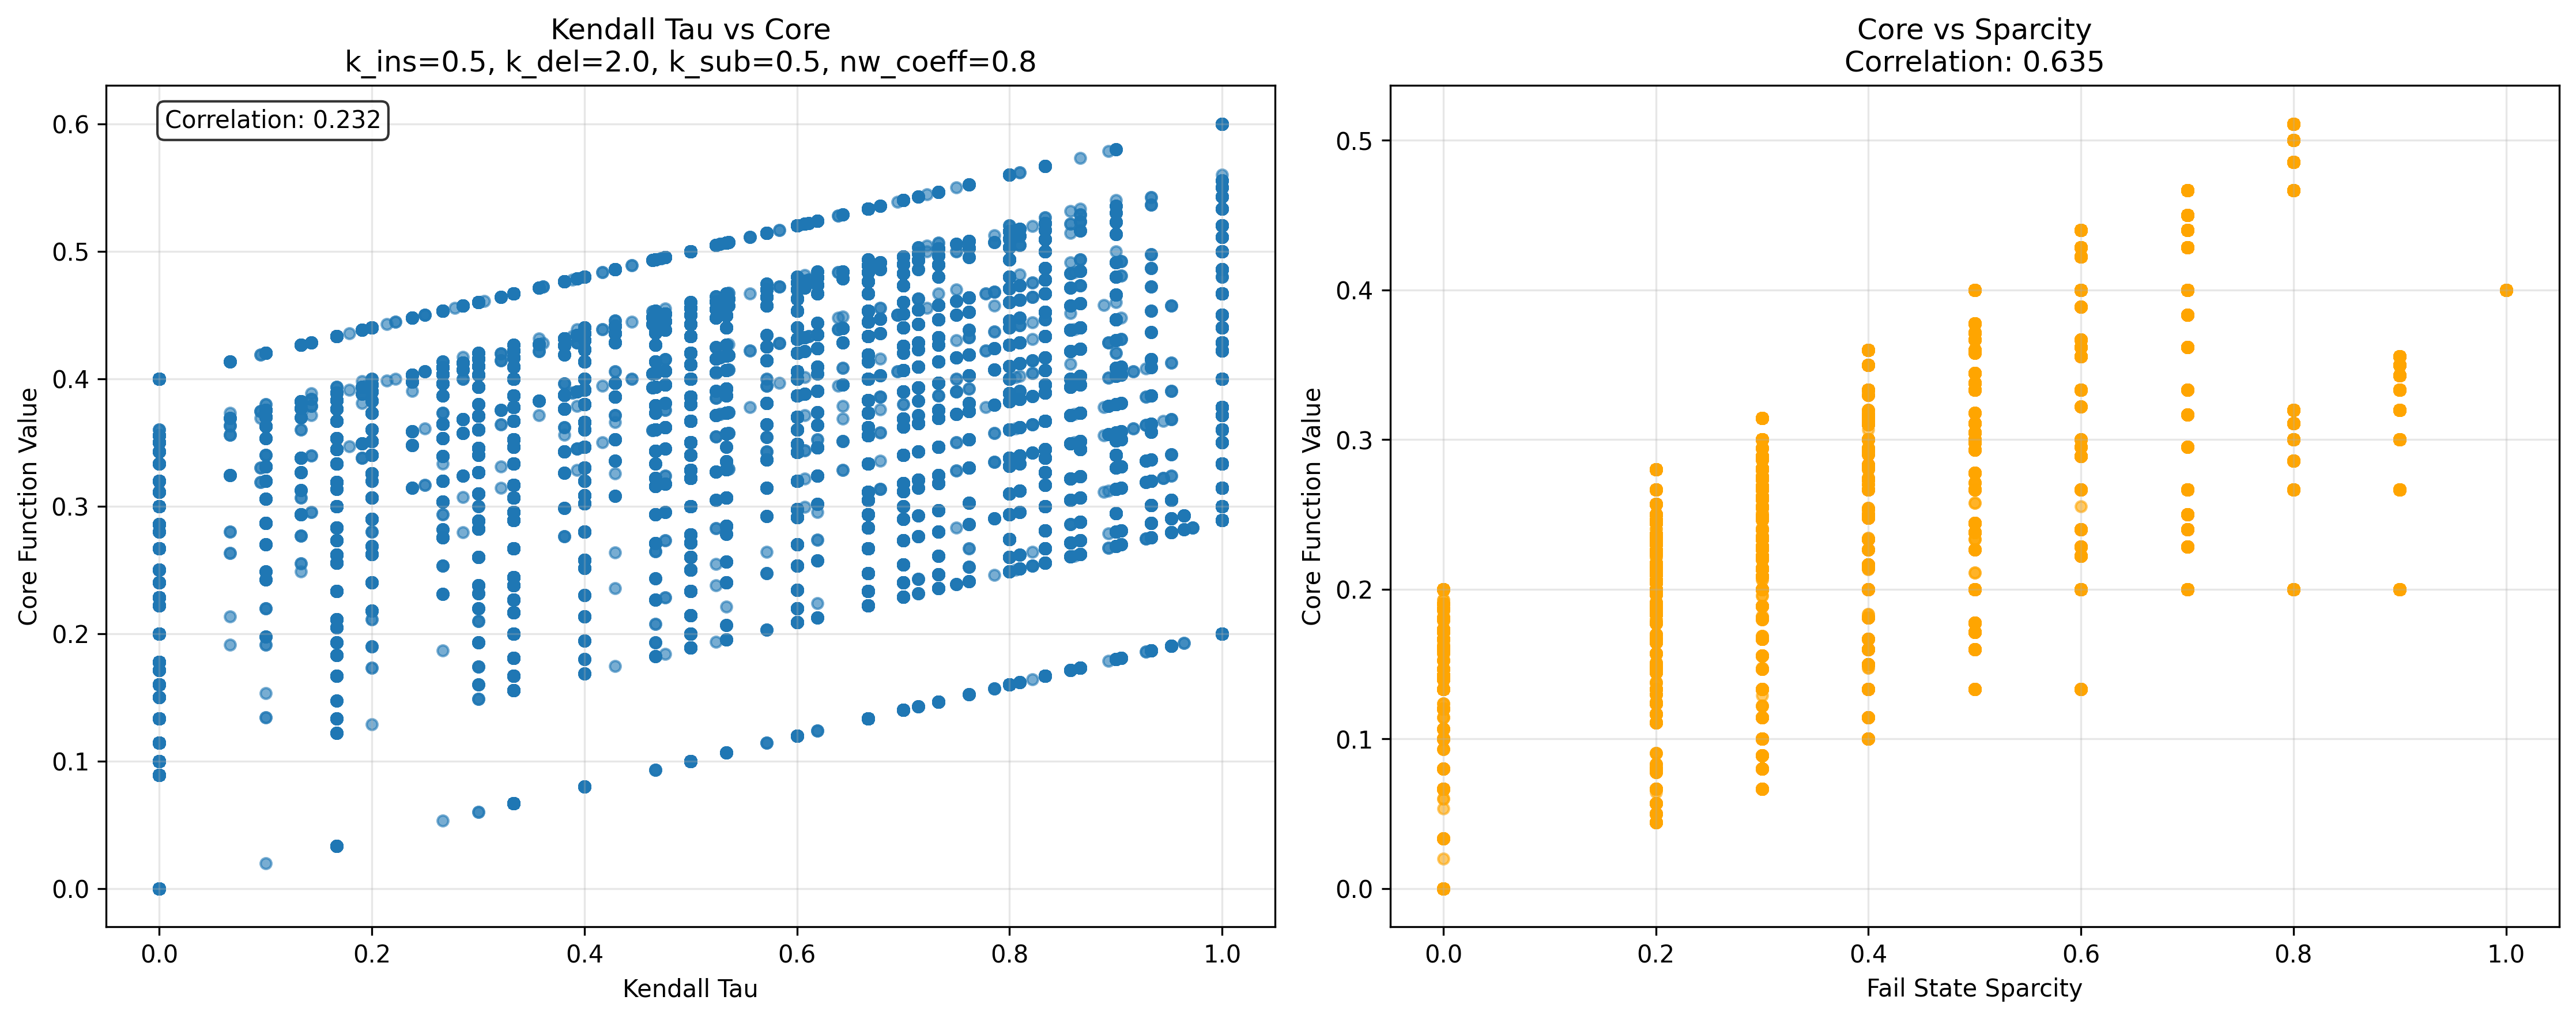 Kendall Tau vs Core
k_ins=0.5, k_del=2.0, k_sub=0.5, nw_coeff=0.8
Correlation: 0.232
0.6
0.5
0.4
0.3
0.2
0.1
0.0
Core Function Value
0.0 0.2 0.4 0.6 0.8 1.0
Kendall Tau
Core vs Sparcity
Correlation: 0.635
0.5
0.4
0.3
0.2
0.1
0.0
Core Function Value
0.0 0.2 0.4 0.6 0.8 1.0
Fail State Sparcity